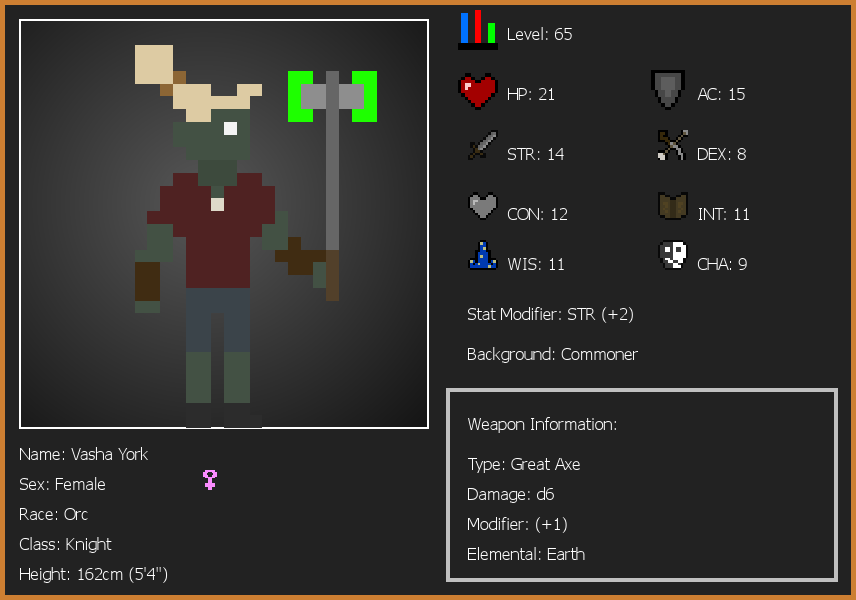 Level: 65
HP: 21
AC: 15
STR: 14
DEX: 8
CON: 12
INT: 11
WIS: 11
CHA: 9
Stat Modifier: STR (+2)
Background: Commoner
Weapon Information:
Type: Great Axe
Damage: d6
Modifier: (+1)
Elemental: Earth
Name: Vasha York
Sex: Female
Race: Orc
Class: Knight
Height: 162cm (5'4")